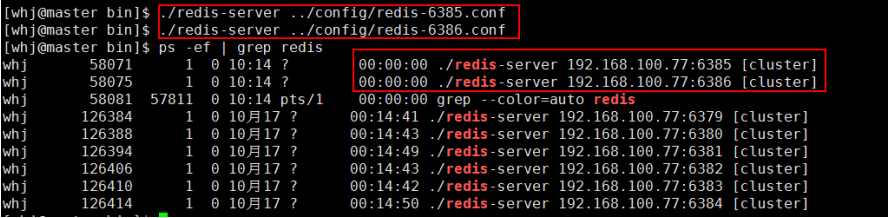 [whj@master bin]$ ./redis-server ../config/redis-6385.conf
[whj@master bin]$ ./redis-server ../config/redis-6386.conf
[whj@master bin]$ ps -ef | grep redis
whj 58071 1 0 10:14 ? 00:00:00 ./redis-server 192.168.100.77:6385 [cluster]
whj 58075 1 0 10:14 ? 00:00:00 ./redis-server 192.168.100.77:6386 [cluster]
whj 58081 57811 0 10:14 pts/1 00:00:00 grep --color=auto redis
whj 126384 1 0 10月17 ? 00:14:41 ./redis-server 192.168.100.77:6379 [cluster]
whj 126388 1 0 10月17 ? 00:14:43 ./redis-server 192.168.100.77:6380 [cluster]
whj 126394 1 0 10月17 ? 00:14:49 ./redis-server 192.168.100.77:6381 [cluster]
whj 126406 1 0 10月17 ? 00:14:43 ./redis-server 192.168.100.77:6382 [cluster]
whj 126410 1 0 10月17 ? 00:14:42 ./redis-server 192.168.100.77:6383 [cluster]
whj 126414 1 0 10月17 ? 00:14:50 ./redis-server 192.168.100.77:6384 [cluster]
[whj@master bin]$